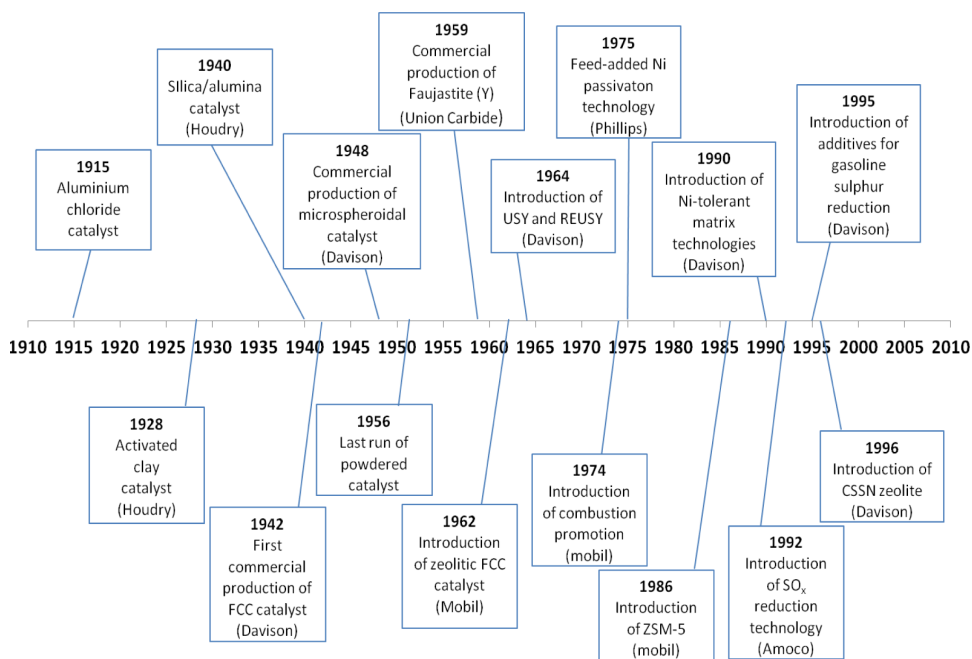 1959
Commercial
production of
Faujastite (Y)
(Union Carbide)
1975
Feed-added Ni
passivaton
technology
(Phillips)
1940
SIlica/alumina
catalyst
(Houdry)
1995
Introduction of
additives for
gasoline
sulphur
reduction
(Davison)
1948
Commercial
production of
microspheroidal
catalyst
(Davison)
1990
Introduction of
Ni-tolerant
matrix
technologies
(Davison)
1915
Aluminium
chloride
catalyst
1964
Introduction of
USY and REUSY
(Davison)
1910 1915 1920 1925 1930 1935 1940 1945 1950 1955 1960 1965 1970 1975 1980 1985 1990 1995 2000 2005 2010
1928
Activated
clay
catalyst
(Houdry)
1956
Last run of
powdered
catalyst
1996
Introduction of
CSSN zeolite
(Davison)
1974
Introduction
of combustion
promotion
(mobil)
1942
First
commercial
production of
FCC catalyst
(Davison)
1962
Introduction
of zeolitic FCC
catalyst
(Mobil)
1992
Introduction
of SOₓ
reduction
technology
(Amoco)
1986
Introduction
of ZSM-5
(mobil)